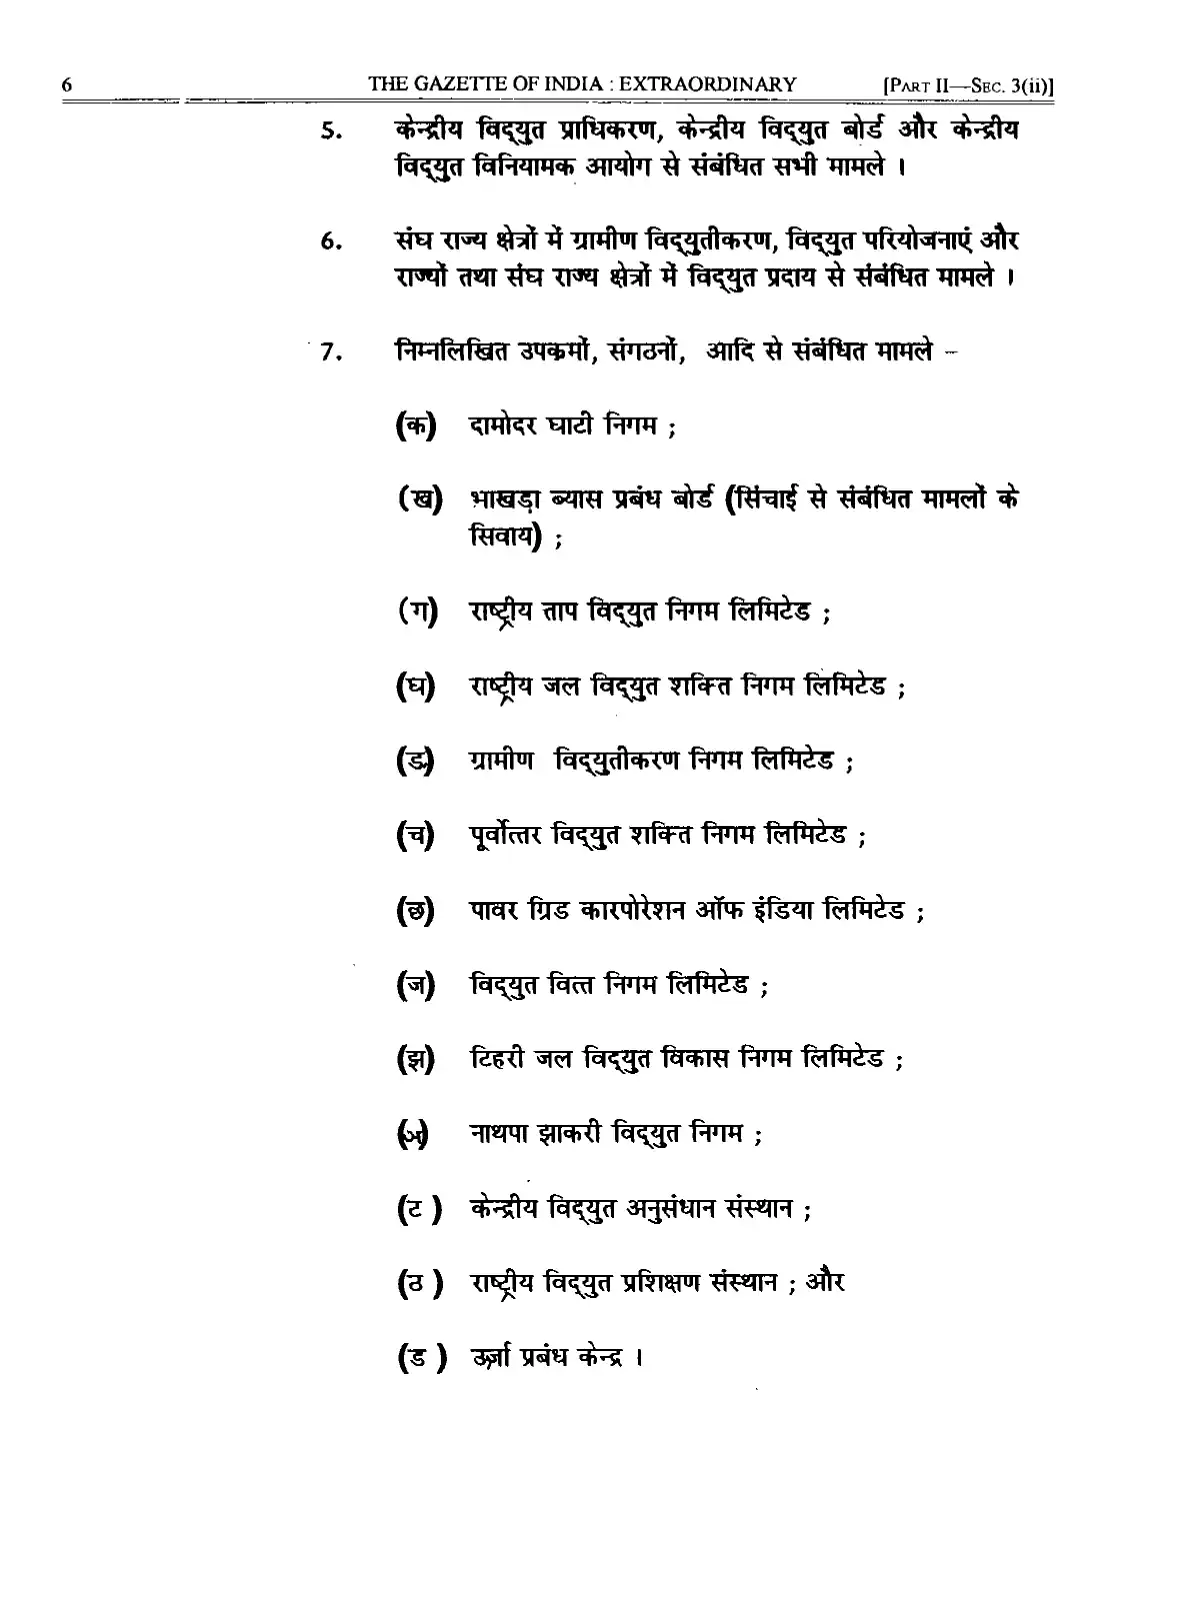 6 THE GAZETTE OF INDIA : EXTRAORDINARY [PART II—SEC. 3(ii)]
5. केन्द्रीय विद्युत प्राधिकरण, केन्द्रीय विद्युत बोर्ड और केन्द्रीय
विद्युत विनियामक आयोग से संबंधित सभी मामले ।
6. संघ राज्य क्षेत्रों में ग्रामीण विद्युतीकरण, विद्युत परियोजनाएं और
राज्यों तथा संघ राज्य क्षेत्रों में विद्युत प्रदाय से संबंधित मामले ।
7. निम्नलिखित उपक्रमों, संगठनों, आदि से संबंधित मामले –
(क) दामोदर घाटी निगम ;
(ख) भाखड़ा ब्यास प्रबंध बोर्ड (सिंचाई से संबंधित मामलों के
सिवाय) ;
(ग) राष्ट्रीय ताप विद्युत निगम लिमिटेड ;
(घ) राष्ट्रीय जल विद्युत शक्ति निगम लिमिटेड ;
(ङ) ग्रामीण विद्युतीकरण निगम लिमिटेड ;
(च) पूर्वोत्तर विद्युत शक्ति निगम लिमिटेड ;
(छ) पावर ग्रिड कारपोरेशन ऑफ इंडिया लिमिटेड ;
(ज) विद्युत वित्त निगम लिमिटेड ;
(झ) टिहरी जल विद्युत विकास निगम लिमिटेड ;
(ञ) नाथपा झाकरी विद्युत निगम ;
(ट ) केन्द्रीय विद्युत अनुसंधान संस्थान ;
(ठ ) राष्ट्रीय विद्युत प्रशिक्षण संस्थान ; और
(ड ) उर्ज़ा प्रबंध केन्द्र ।